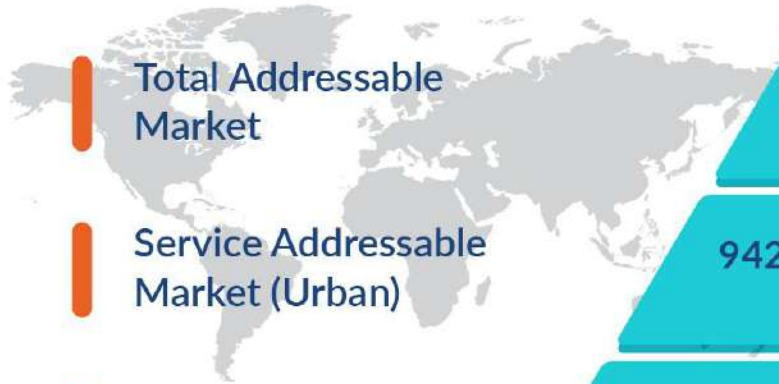 Total Addressable
Market
Service Addressable
Market (Urban)
942